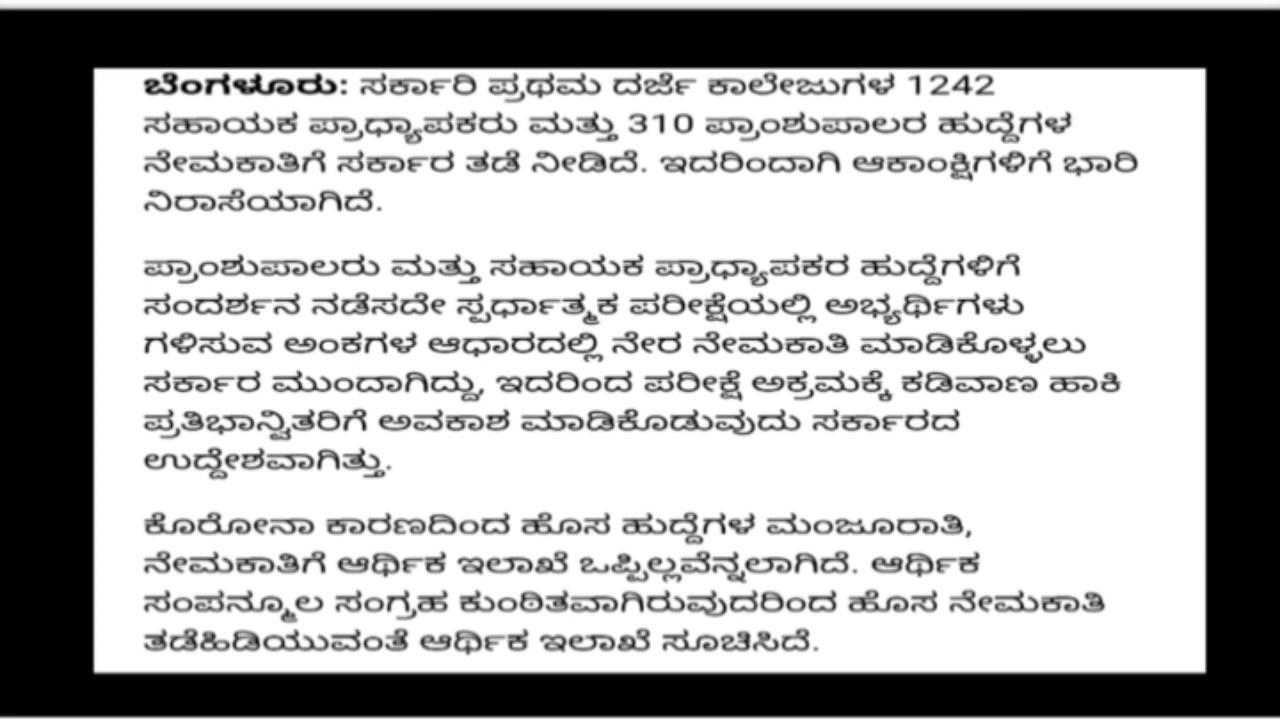 ಬೆಂಗಳೂರು: ಸರ್ಕಾರಿ ಪ್ರಥಮ ದರ್ಜೆ ಕಾಲೇಜುಗಳ 1242
ಸಹಾಯಕ ಪ್ರಾಧ್ಯಾಪಕರು ಮತ್ತು 310 ಪ್ರಾಂಶುಪಾಲರ ಹುದ್ದೆಗಳ
ನೇಮಕಾತಿಗೆ ಸರ್ಕಾರ ತಡೆ ನೀಡಿದೆ. ಇದರಿಂದಾಗಿ ಆಕಾಂಕ್ಷಿಗಳಿಗೆ ಭಾರಿ
ನಿರಾಸೆಯಾಗಿದೆ.
ಪ್ರಾಂಶುಪಾಲರು ಮತ್ತು ಸಹಾಯಕ ಪ್ರಾಧ್ಯಾಪಕರ ಹುದ್ದೆಗಳಿಗೆ
ಸಂದರ್ಶನ ನಡೆಸದೇ ಸ್ಪರ್ಧಾತ್ಮಕ ಪರೀಕ್ಷೆಯಲ್ಲಿ ಅಭ್ಯರ್ಥಿಗಳು
ಗಳಿಸುವ ಅಂಕಗಳ ಆಧಾರದಲ್ಲಿ ನೇರ ನೇಮಕಾತಿ ಮಾಡಿಕೊಳ್ಳಲು
ಸರ್ಕಾರ ಮುಂದಾಗಿದ್ದು, ಇದರಿಂದ ಪರೀಕ್ಷೆ ಅಕ್ರಮಕ್ಕೆ ಕಡಿವಾಣ ಹಾಕಿ
ಪ್ರತಿಭಾನ್ವಿತರಿಗೆ ಅವಕಾಶ ಮಾಡಿಕೊಡುವುದು ಸರ್ಕಾರದ
ಉದ್ದೇಶವಾಗಿತ್ತು.
ಕೊರೋನಾ ಕಾರಣದಿಂದ ಹೊಸ ಹುದ್ದೆಗಳ ಮಂಜೂರಾತಿ,
ನೇಮಕಾತಿಗೆ ಆರ್ಥಿಕ ಇಲಾಖೆ ಒಪ್ಪಿಲ್ಲವೆನ್ನಲಾಗಿದೆ. ಆರ್ಥಿಕ
ಸಂಪನ್ಮೂಲ ಸಂಗ್ರಹ ಕುಂಠಿತವಾಗಿರುವುದರಿಂದ ಹೊಸ ನೇಮಕಾತಿ
ತಡೆಹಿಡಿಯುವಂತೆ ಆರ್ಥಿಕ ಇಲಾಖೆ ಸೂಚಿಸಿದೆ.